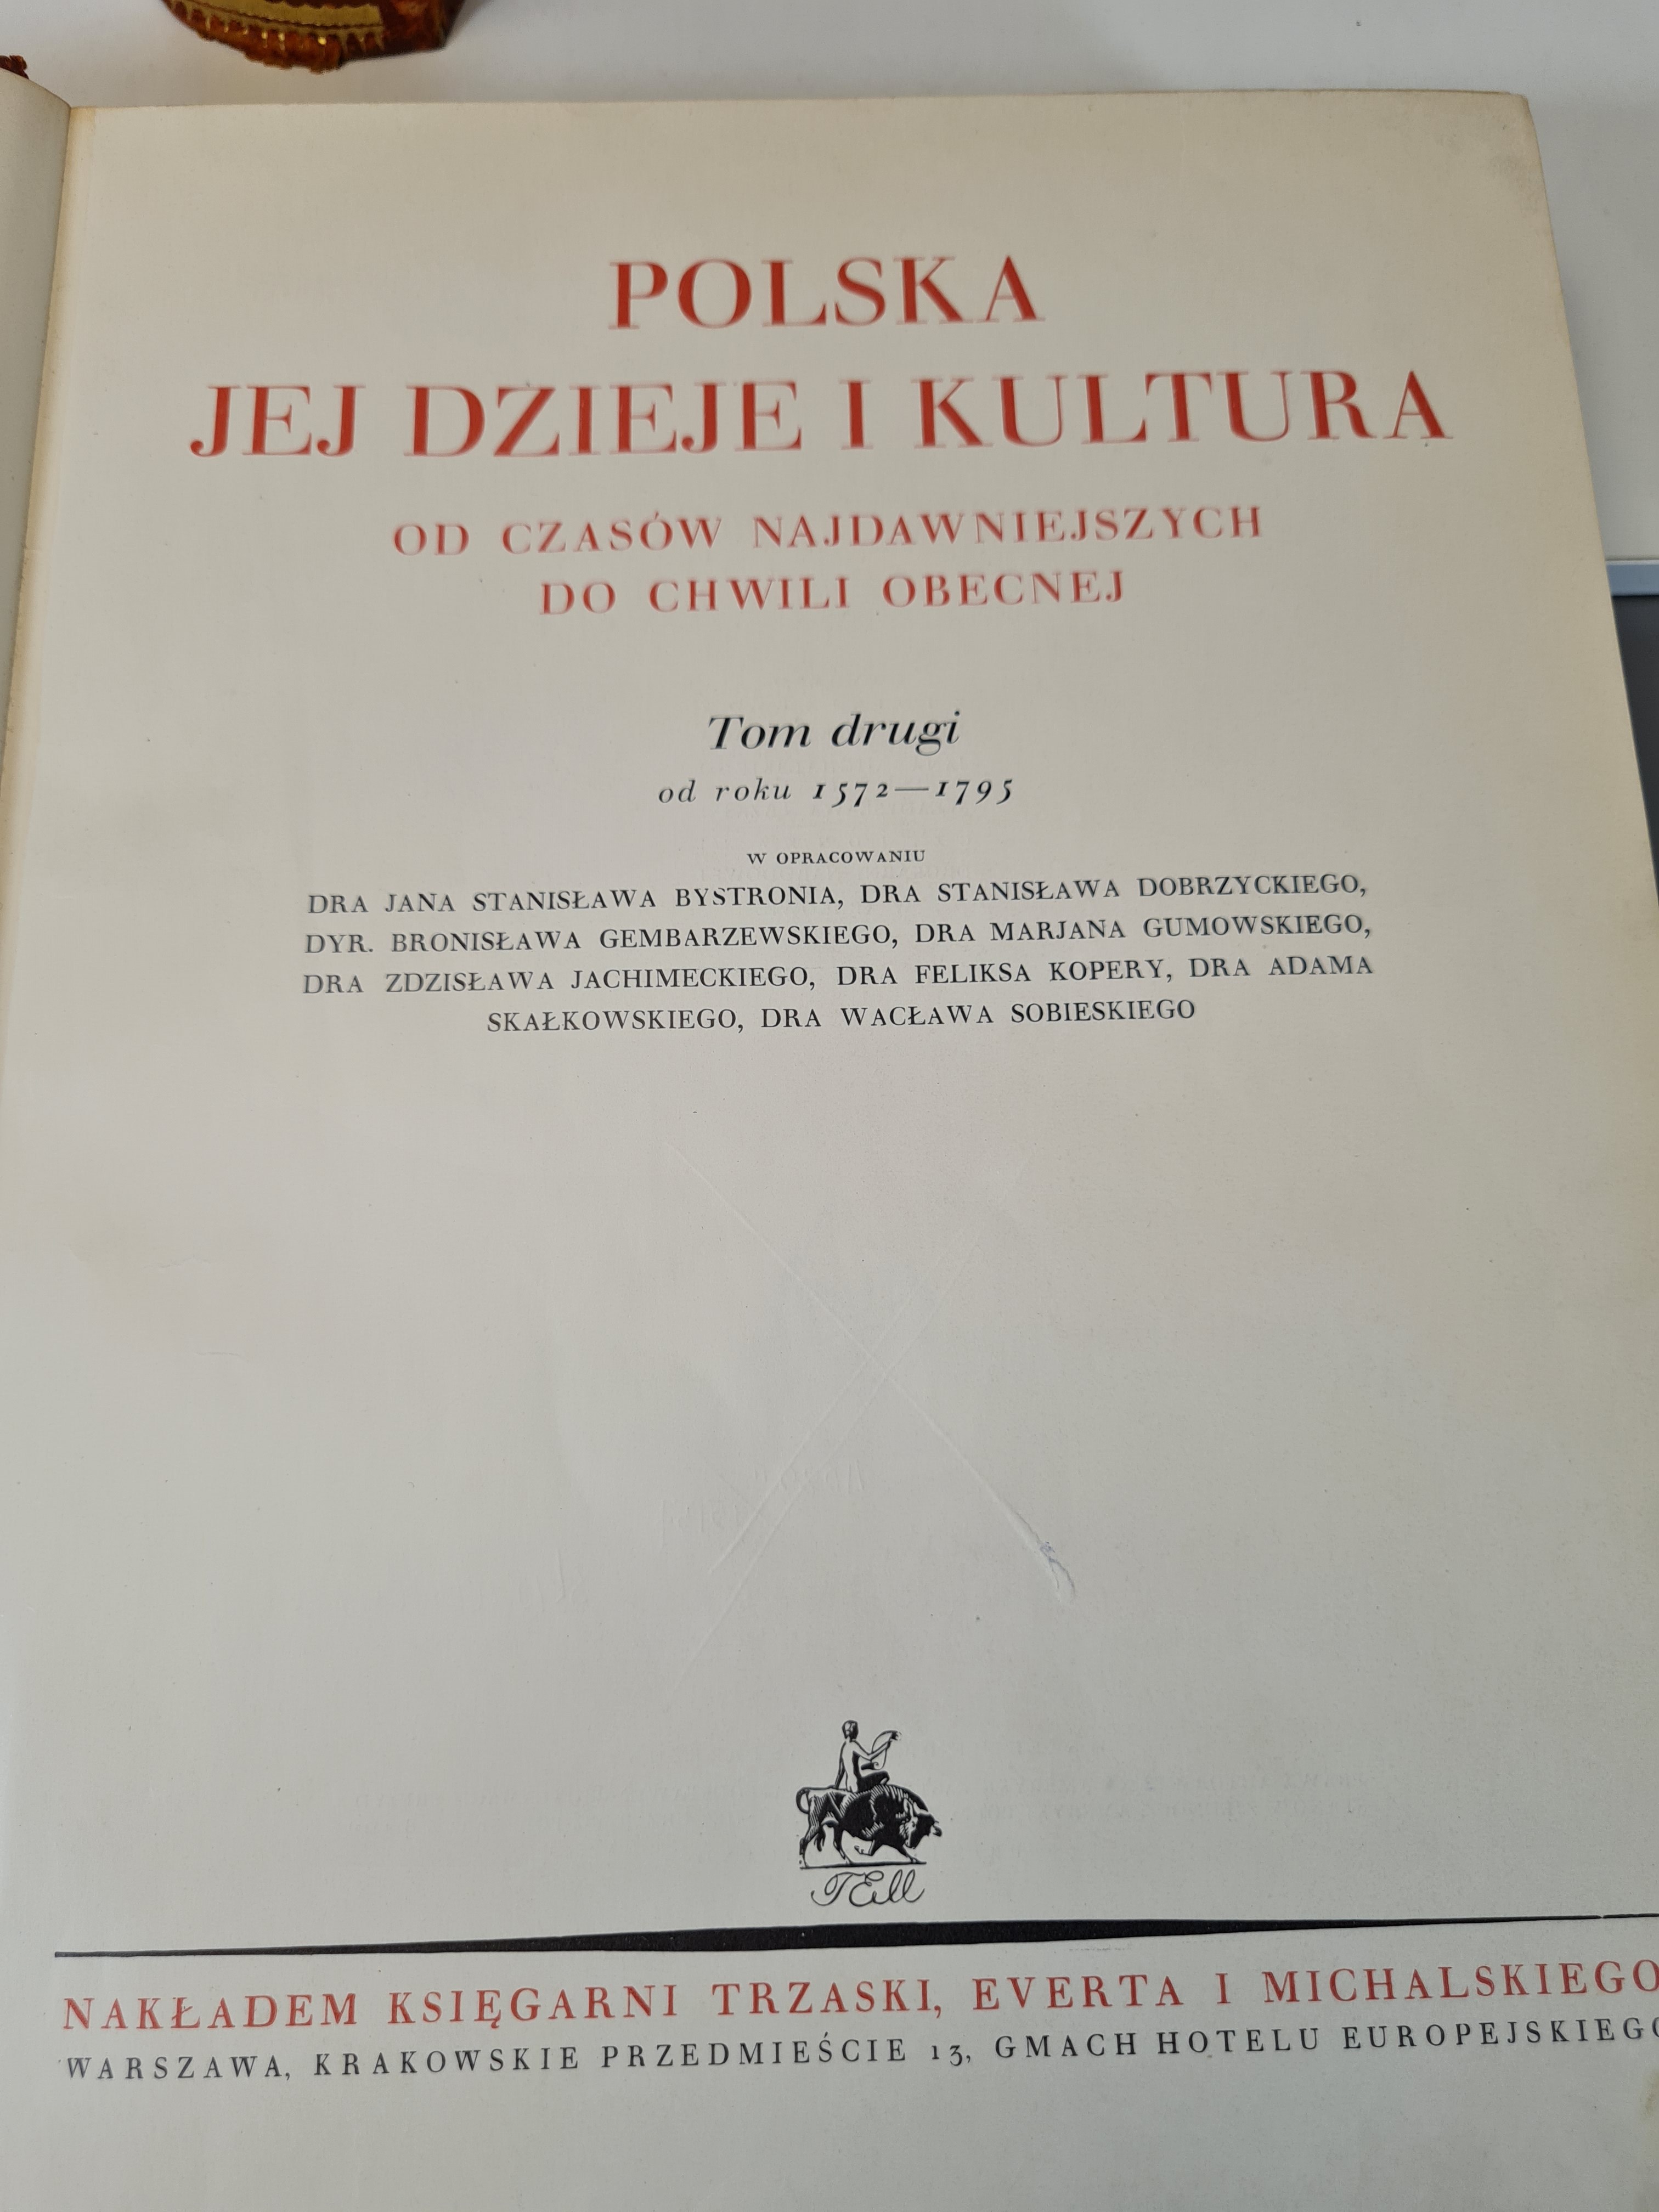 POLSKA
JEJ DZIEJE I KULTURA
OD CZASÓW NAJDAWNIEJSZYCH
DO CHWILI OBECNEJ
Tom drugi
od roku 1572—1795
W OPRACOWANIU
DRA JANA STANISŁAWA BYSTRONIA, DRA STANISŁAWA DOBRZYCKIEGO,
DYR. BRONISŁAWA GEMBARZEWSKIEGO, DRA MARJANA GUMOWSKIEGO,
DRA ZDZISŁAWA JACHIMECKIEGO, DRA FELIKSA KOPERY, DRA ADAMA
SKAŁKOWSKIEGO, DRA WACŁAWA SOBIESKIEGO
NAKŁADEM KSIĘGARNI TRZASKI, EVERTA I MICHALSKIEGO
WARSZAWA, KRAKOWSKIE PRZEDMIEŚCIE 13, GMACH HOTELU EUROPEJSKIEGO